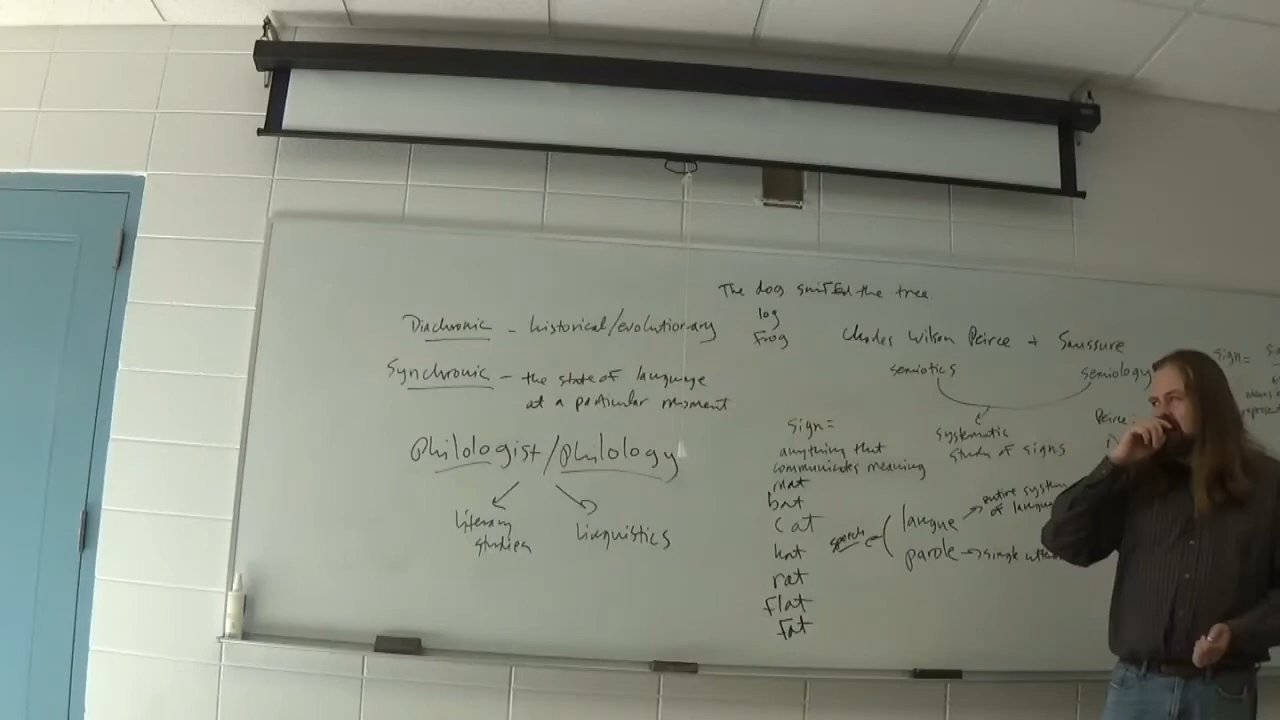 The dog sniffed the tree.
log
frog
Diachronic - historical/evolutionary
Synchronic - the state of language
at a particular moment
philologist/philology
literary
studies
linguistics
Charles Wilson Peirce + Saussure
semiotics
semiology
systematic
study of signs
sign=
anything that
communicates meaning
mat
bat
cat
hat
rat
flat
fat
speech
langue
entire system
of
parole
single
Peirce:
Sign=